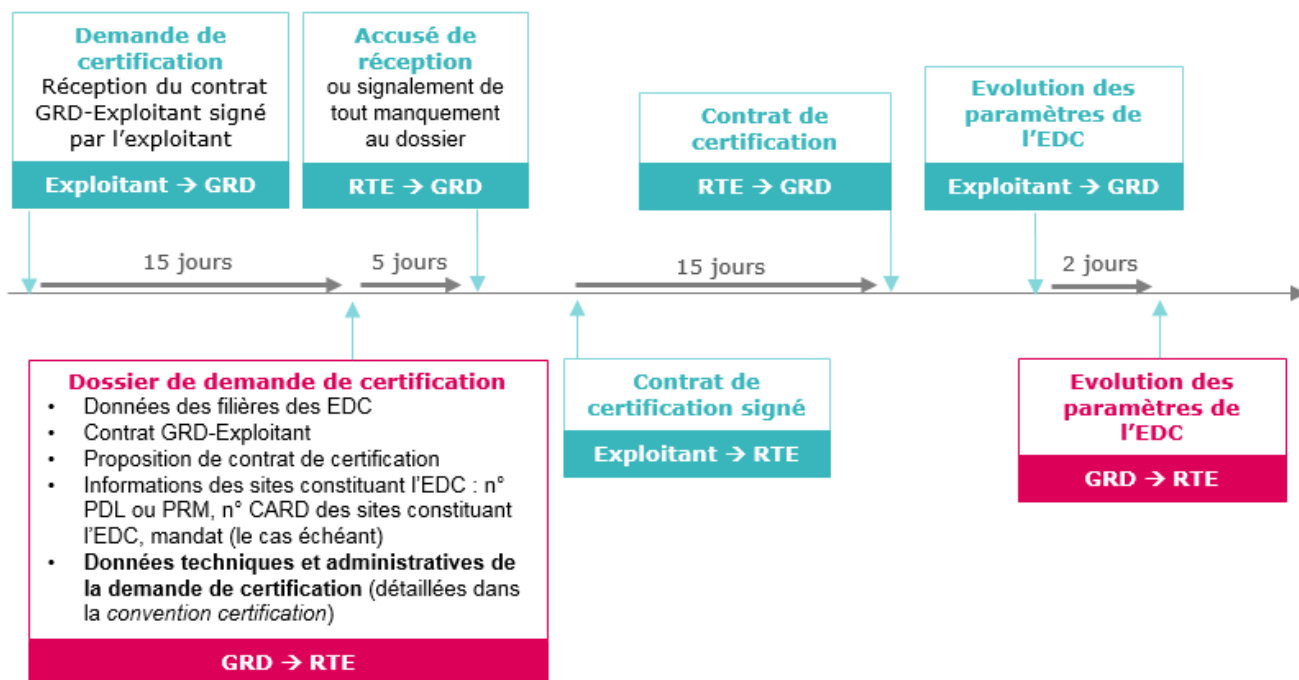 Demande de
certification
Réception du contrat
GRD-Exploitant signé
par l'exploitant
Exploitant → GRD
Accusé de
réception
ou signalement de
tout manquement
au dossier
RTE → GRD
Contrat de
certification
RTE → GRD
Evolution des
paramètres de
l'EDC
Exploitant → GRD
15 jours
5 jours
15 jours
2 jours
Dossier de demande de certification
• Données des filières des EDC
• Contrat GRD-Exploitant
• Proposition de contrat de certification
• Informations des sites constituant l'EDC : n°
PDL ou PRM, n° CARD des sites constituant
l'EDC, mandat (le cas échéant)
• Données techniques et administratives de
la demande de certification (détaillées dans
la convention certification)
GRD → RTE
Contrat de
certification signé
Exploitant → RTE
Evolution des
paramètres de
l'EDC
GRD → RTE